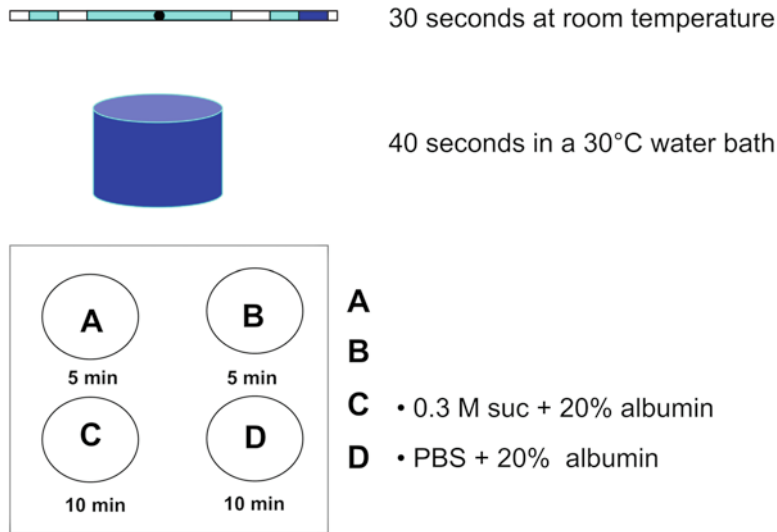 30 seconds at room temperature
40 seconds in a 30°C water bath
A
B
5 min
5 min
C
D
10 min
10 min
A
B
C • 0.3 M suc + 20% albumin
D • PBS + 20% albumin